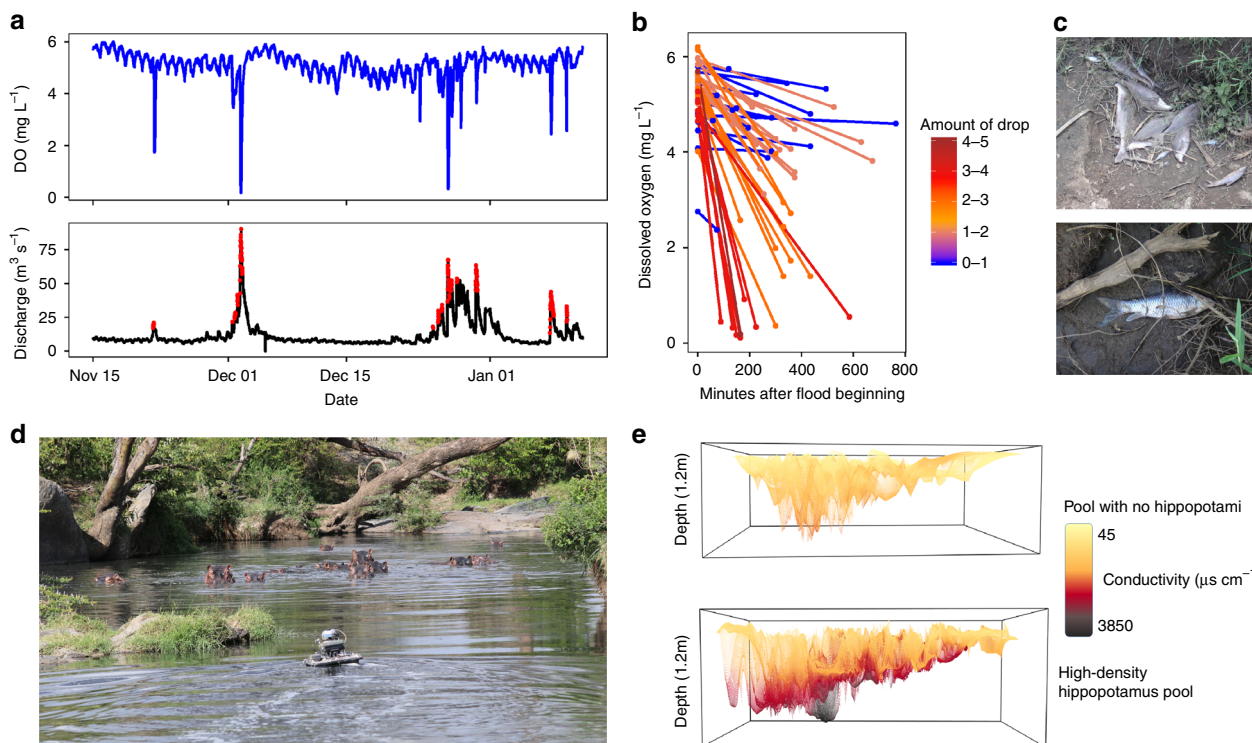 a
6
4
2
0
DO (mg L−1)
75
50
25
0
Discharge (m3 s−1)
Nov 15
Dec 01
Dec 15
Jan 01
Date
b
6
4
2
0
Dissolved oxygen (mg L−1)
0
200
400
600
800
Minutes after flood beginning
Amount of drop
4–5
3–4
2–3
1–2
0–1
c
d
e
Depth (1.2m)
Depth (1.2m)
Pool with no hippopotami
45
Conductivity (μs cm−
3850
High-density
hippopotamus pool